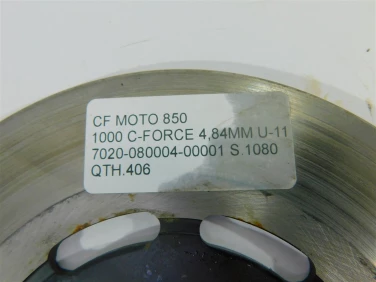 CF MOTO 850
1000 C-FORCE 4,84MM U-11
7020-080004-00001 S.1080
QTH.406